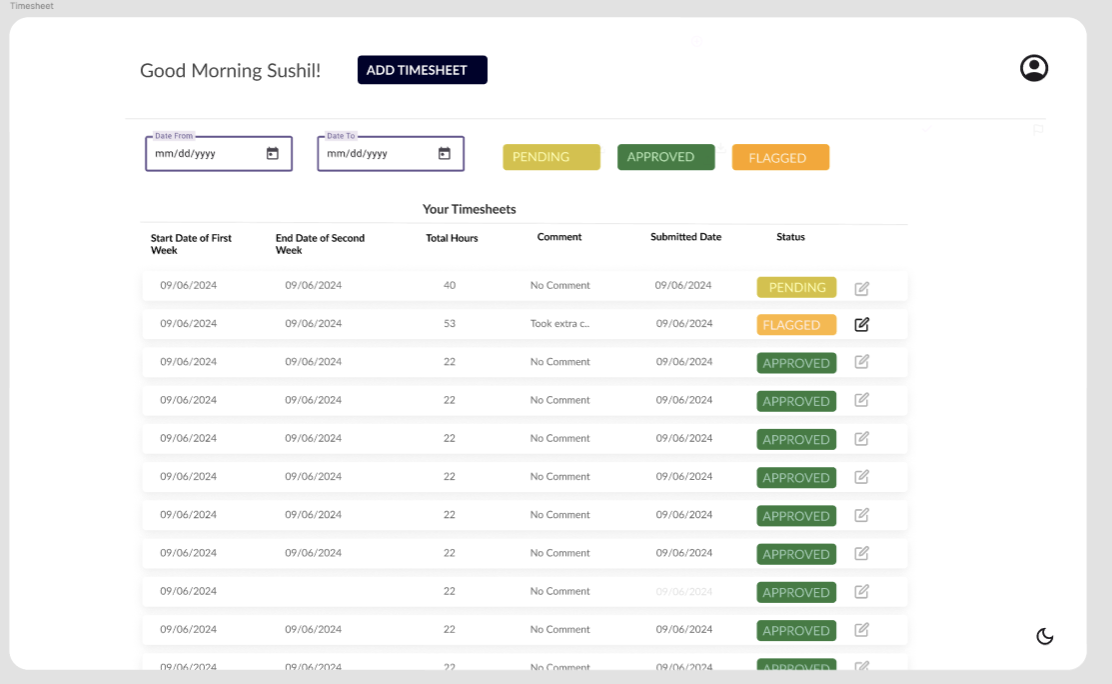 Timesheet
Good Morning Sushil!
ADD TIMESHEET
Date From
Date To
mm/dd/yyyy
mm/dd/yyyy
PENDING
APPROVED
FLAGGED
Your Timesheets
Start Date of First Week
End Date of Second Week
Total Hours
Comment
Submitted Date
Status
09/06/2024 09/06/2024 40 No Comment 09/06/2024 PENDING
09/06/2024 09/06/2024 53 Took extra c.. 09/06/2024 FLAGGED
09/06/2024 09/06/2024 22 No Comment 09/06/2024 APPROVED
09/06/2024 09/06/2024 22 No Comment 09/06/2024 APPROVED
09/06/2024 09/06/2024 22 No Comment 09/06/2024 APPROVED
09/06/2024 09/06/2024 22 No Comment 09/06/2024 APPROVED
09/06/2024 09/06/2024 22 No Comment 09/06/2024 APPROVED
09/06/2024 09/06/2024 22 No Comment 09/06/2024 APPROVED
09/06/2024 22 No Comment 09/06/2024 APPROVED
09/06/2024 09/06/2024 22 No Comment 09/06/2024 APPROVED
09/06/2024 09/06/2024 22 No Comment 09/06/2024 APPROVED